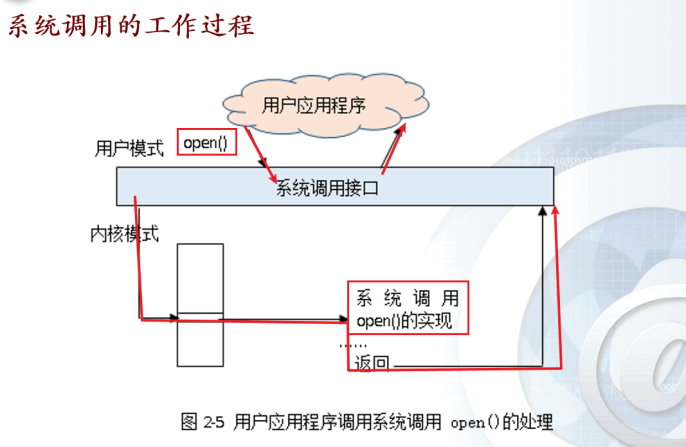 系统调用的工作过程
用户应用程序
用户模式
open()
系统调用接口
内核模式
系统调用
open()的实现
……
返回
图 2-5 用户应用程序调用系统调用 open()的处理